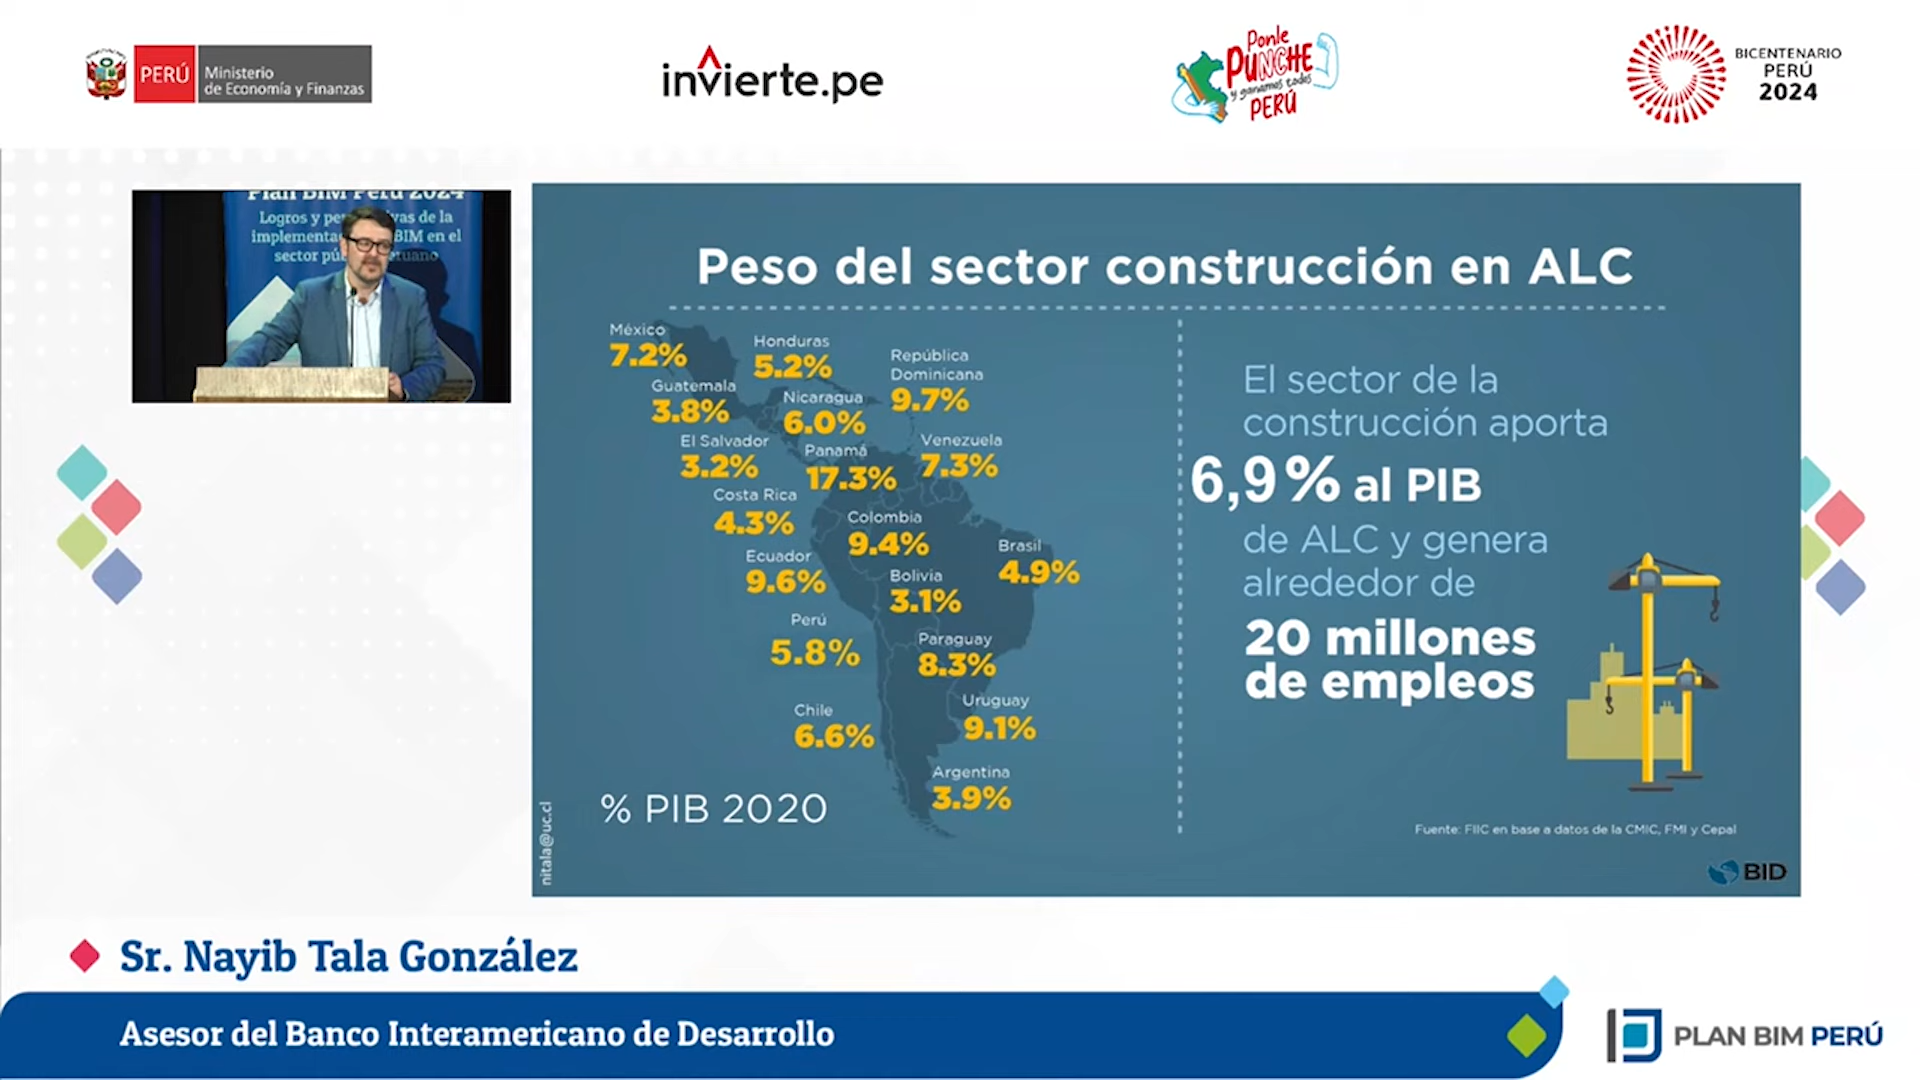 PERÚ
Ministerio
de Economía y Finanzas
invierte.pe
Ponle
PUNCHE
y ganamos todos
PERÚ
BICENTENARIO
PERÚ
2024
Plan BIM Perú 2024
Logros y
vas de la
implementa
BIM en el
sector
Peso del sector construcción en ALC
México
7.2%
Honduras
5.2%
República
Dominicana
9.7%
Guatemala
3.8%
Nicaragua
6.0%
El Salvador
3.2%
Panamá
17.3%
Venezuela
7.3%
Costa Rica
4.3%
Colombia
9.4%
Brasil
4.9%
Ecuador
9.6%
Bolivia
3.1%
Perú
5.8%
Paraguay
8.3%
Chile
6.6%
Uruguay
9.1%
Argentina
3.9%
% PIB 2020
nitala@uc.cl
El sector de la
construcción aporta
6,9% al PIB
de ALC y genera
alrededor de
20 millones
de empleos
Fuente: FIIC en base a datos de la CMIC, FMI y Cepal
BID
Sr. Nayib Tala González
Asesor del Banco Interamericano de Desarrollo
PLAN BIM PERÚ